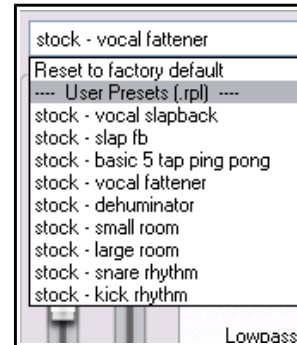 stock - vocal fattener
Reset to factory default
---- User Presets (.rpl) ----
stock - vocal slapback
stock - slap fb
stock - basic 5 tap ping pong
stock - vocal fattener
stock - dehuminator
stock - small room
stock - large room
stock - snare rhythm
stock - kick rhythm
Lowpass